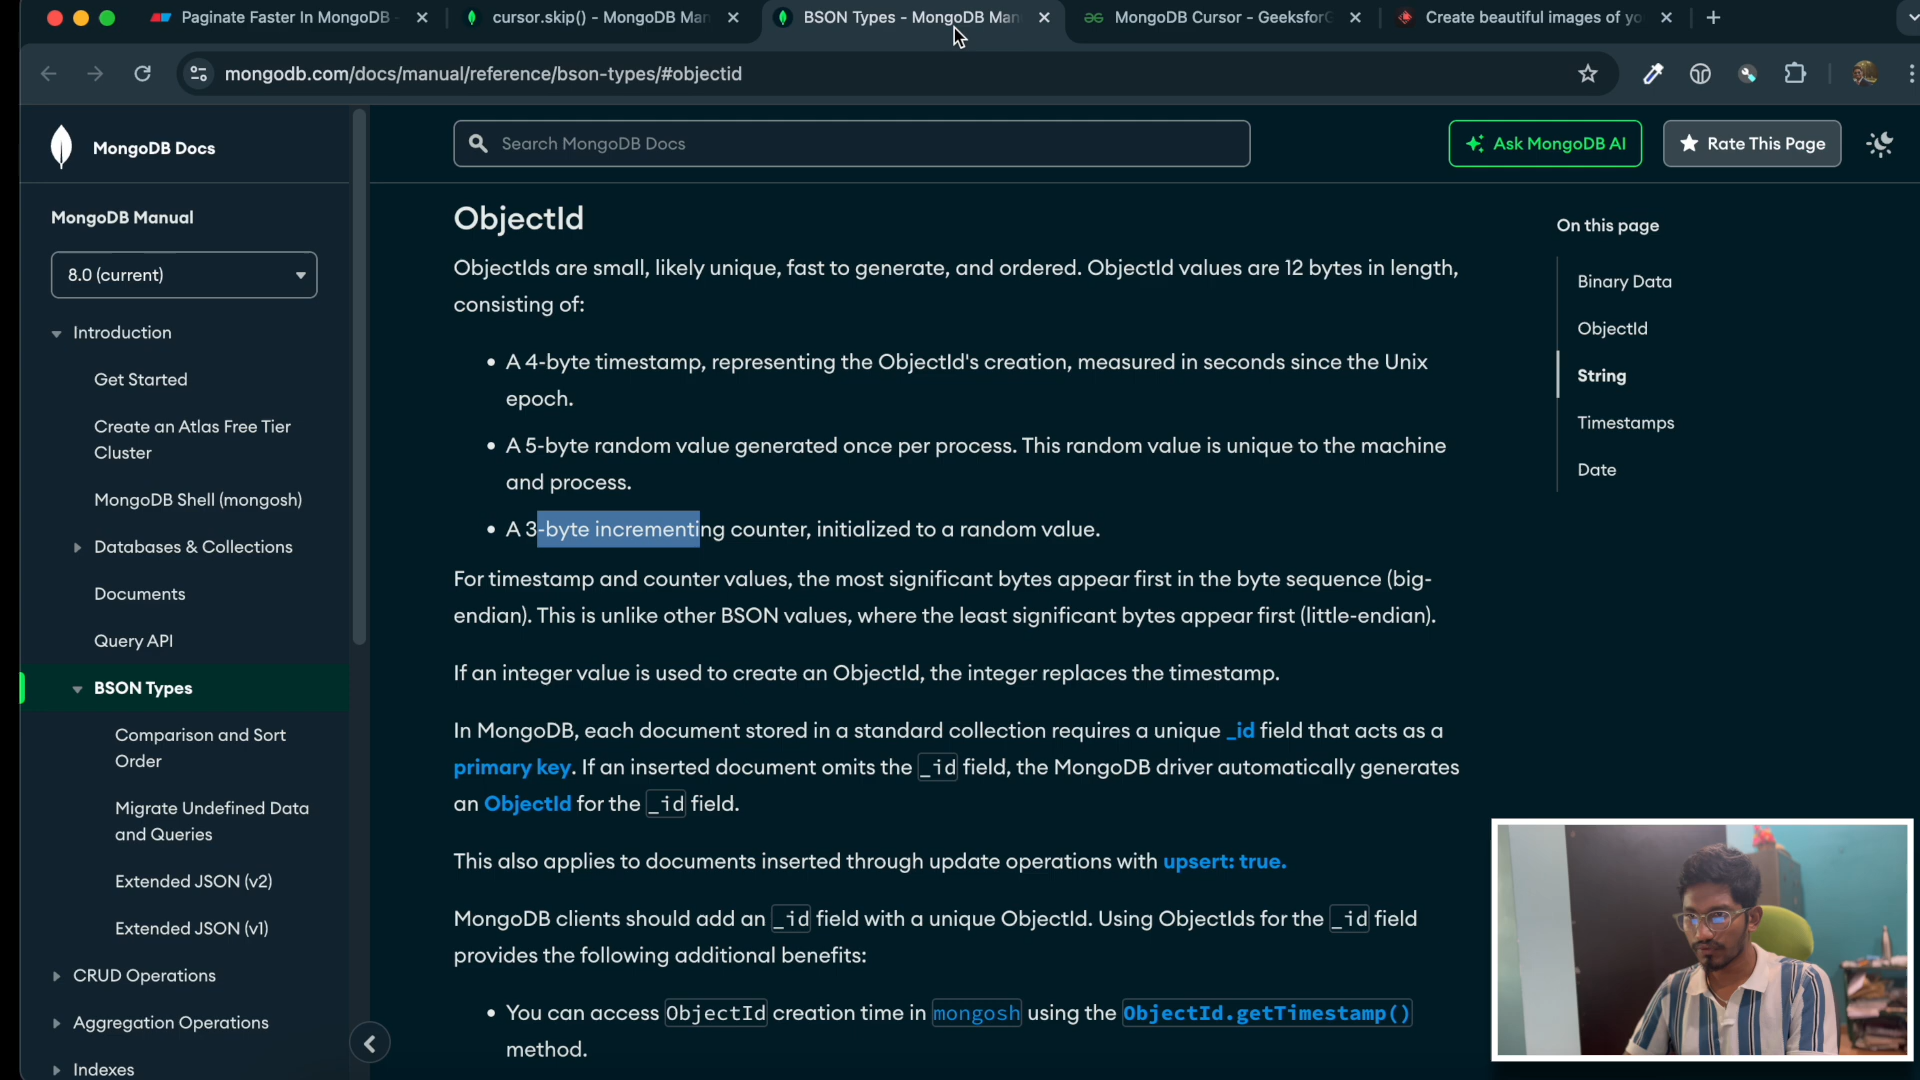 Paginate Faster In MongoDB -
cursor.skip() - MongoDB Man
BSON Types - MongoDB Man
MongoDB Cursor - GeeksforG
Create beautiful images of yo
mongodb.com/docs/manual/reference/bson-types/#objectid
MongoDB Docs
Search MongoDB Docs
Ask MongoDB AI
Rate This Page
MongoDB Manual
8.0 (current)
Introduction
Get Started
Create an Atlas Free Tier
Cluster
MongoDB Shell (mongosh)
Databases & Collections
Documents
Query API
BSON Types
Comparison and Sort
Order
Migrate Undefined Data
and Queries
Extended JSON (v2)
Extended JSON (v1)
CRUD Operations
Aggregation Operations
Indexes
ObjectId
ObjectIds are small, likely unique, fast to generate, and ordered. ObjectId values are 12 bytes in length,
consisting of:
• A 4-byte timestamp, representing the ObjectId's creation, measured in seconds since the Unix
epoch.
• A 5-byte random value generated once per process. This random value is unique to the machine
and process.
• A 3-byte incrementing counter, initialized to a random value.
For timestamp and counter values, the most significant bytes appear first in the byte sequence (big-
endian). This is unlike other BSON values, where the least significant bytes appear first (little-endian).
If an integer value is used to create an ObjectId, the integer replaces the timestamp.
In MongoDB, each document stored in a standard collection requires a unique _id field that acts as a
primary key. If an inserted document omits the _id field, the MongoDB driver automatically generates
an ObjectId for the _id field.
This also applies to documents inserted through update operations with upsert: true.
MongoDB clients should add an _id field with a unique ObjectId. Using ObjectIds for the _id field
provides the following additional benefits:
• You can access ObjectId creation time in mongosh using the ObjectId.getTimestamp()
method.
On this page
Binary Data
ObjectId
String
Timestamps
Date